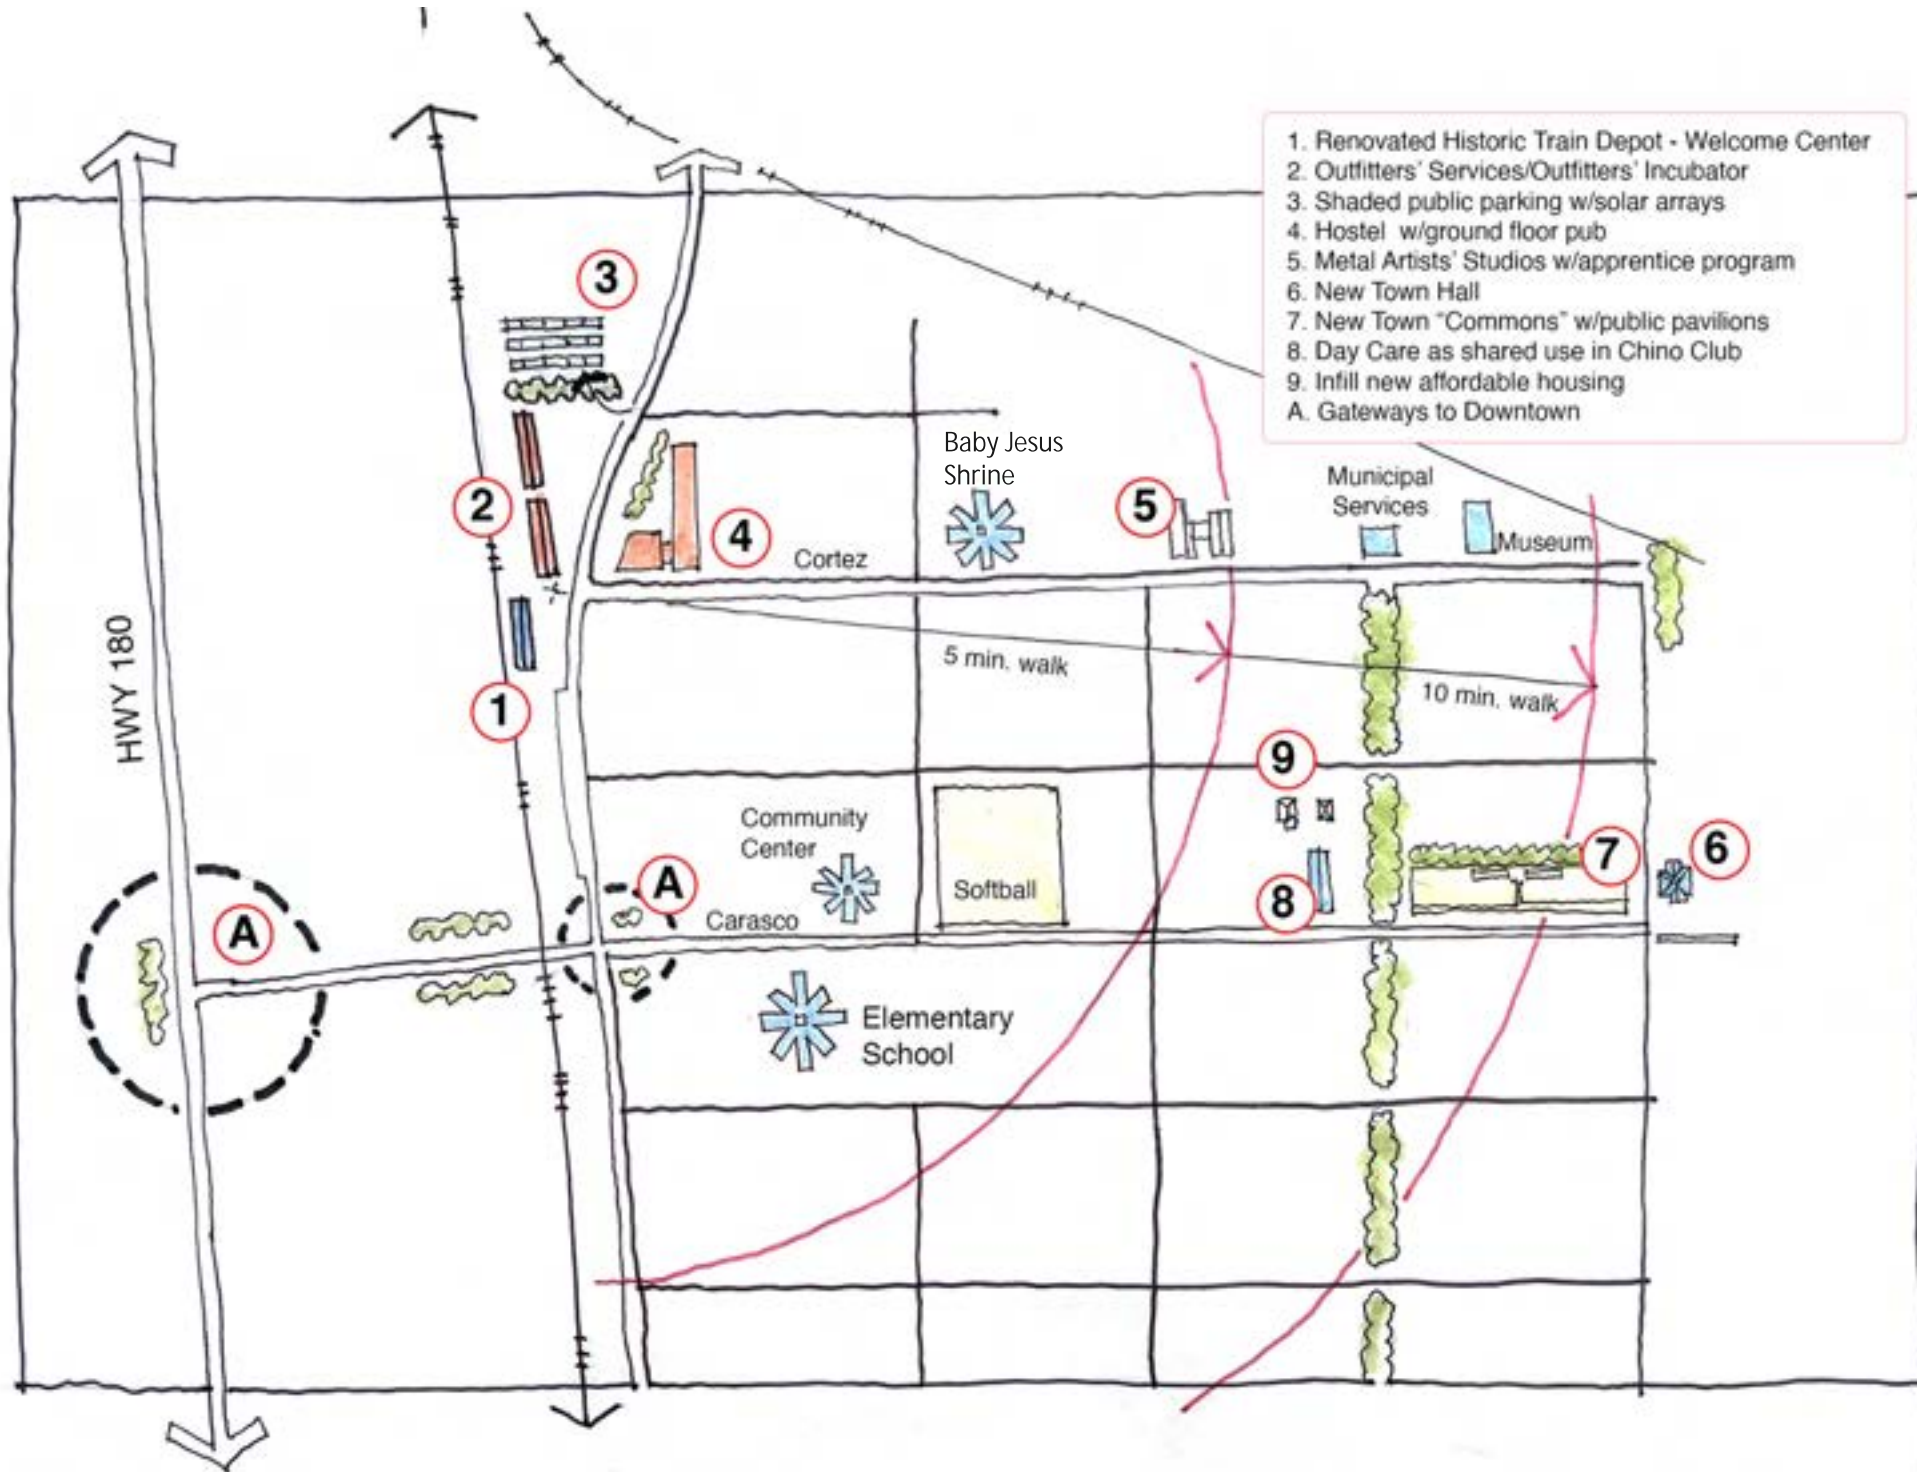 1. Renovated Historic Train Depot - Welcome Center
2. Outfitters' Services/Outfitters' Incubator
3. Shaded public parking w/solar arrays
4. Hostel w/ground floor pub
5. Metal Artists' Studios w/apprentice program
6. New Town Hall
7. New Town "Commons" w/public pavilions
8. Day Care as shared use in Chino Club
9. Infill new affordable housing
A. Gateways to Downtown
3
Baby Jesus
Shrine
Municipal
Services
2
5
4
Cortez
Museum
HWY 180
5 min. walk
10 min. walk
1
9
Community
Center
7
6
A
Softball
8
Carasco
A
Elementary
School